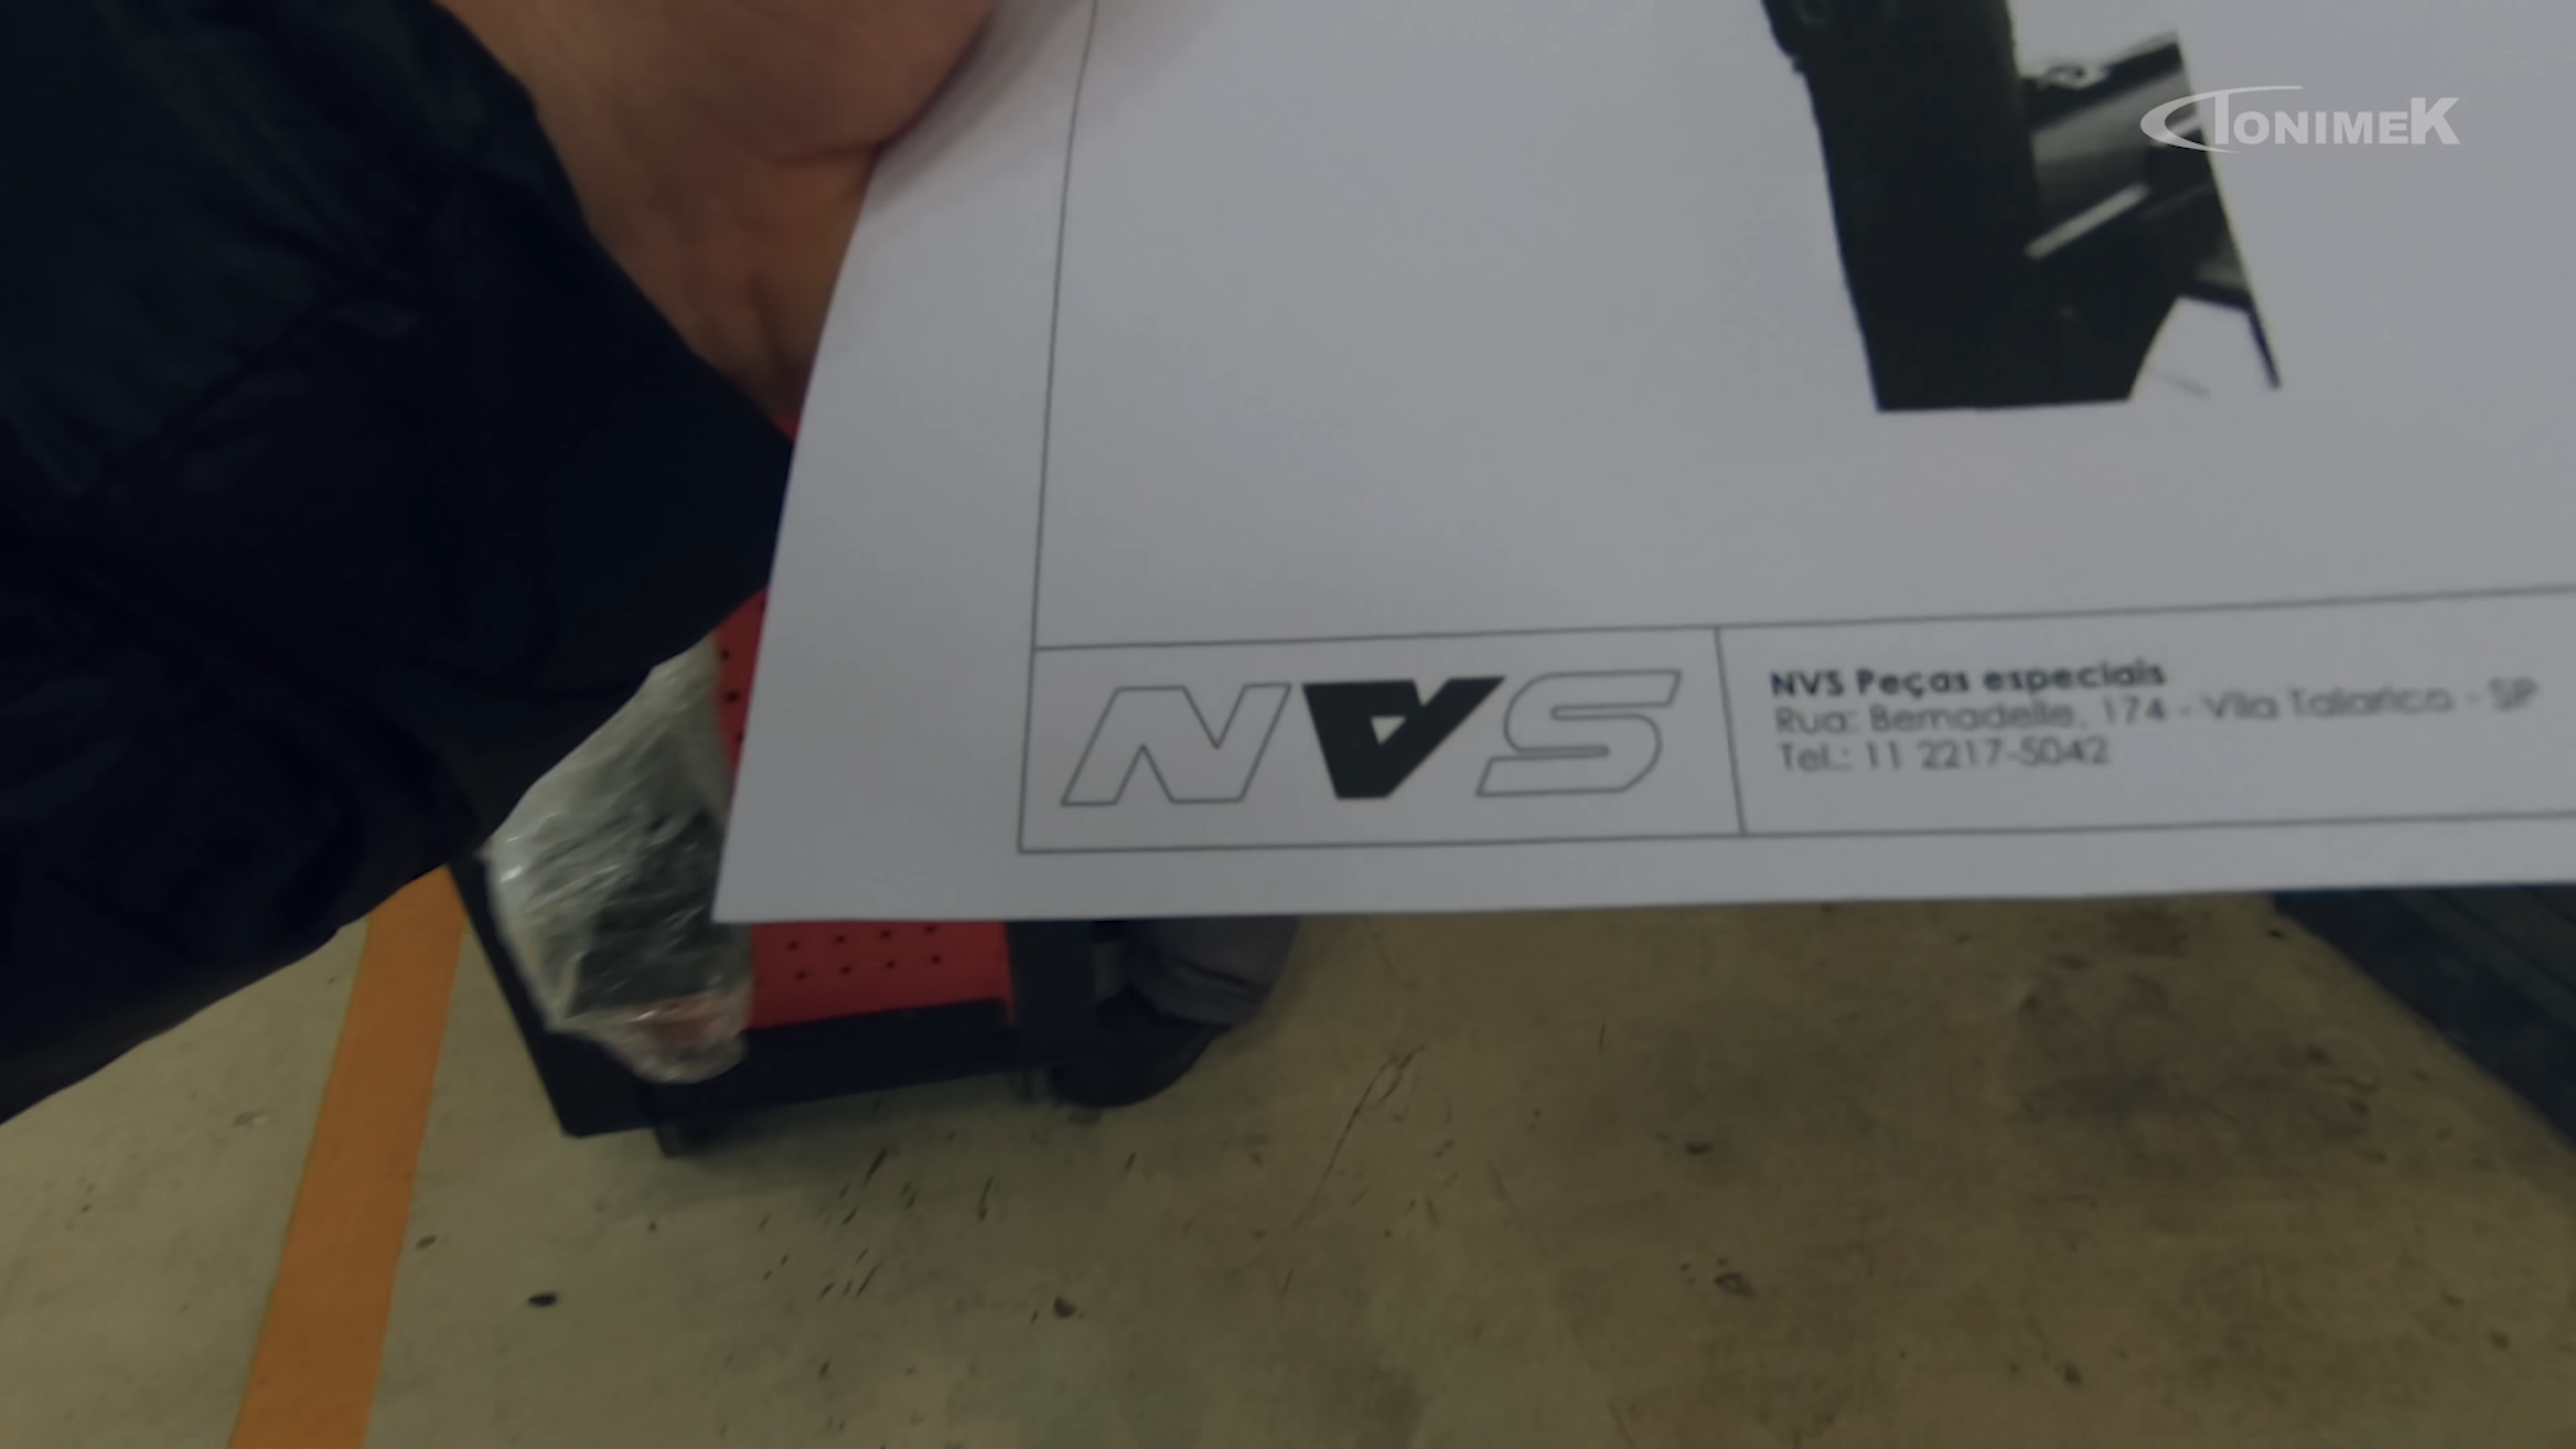 TONIMEK
NVS
NVS Peças especiais
Rua: Bernadelle, 174 - Vila Talarico - SP
Tel.: 11 2217-5042